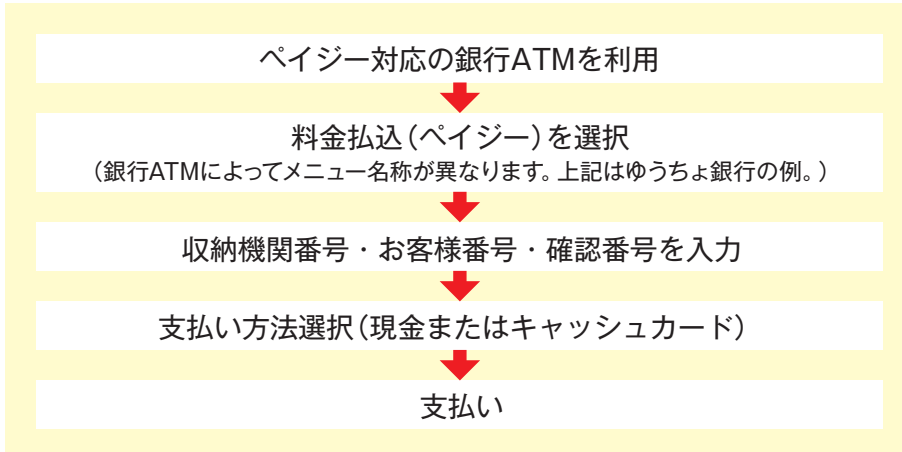 ペイジー対応の銀行ATMを利用
料金払込（ペイジー）を選択
（銀行ATMによってメニュー名称が異なります。上記はゆうちょ銀行の例。）
収納機関番号・お客様番号・確認番号を入力
支払い方法選択（現金またはキャッシュカード）
支払い